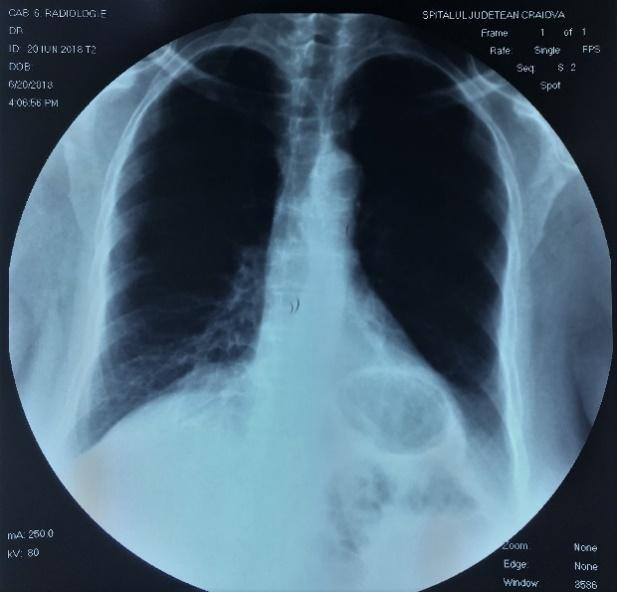 CAB. 6. RADIOLOGIE
DR
ID: 20 IUN 2018 T2
DOB:
6/20/2018
4:06:56 PM
SPITALUL JUDETEAN CRAIOVA
Frame 1 of 1
Rate: Single FPS
Seq: S 2
Spot
mA: 250.0
kV: 80
Zoom: None
Edge: None
Window: 3586